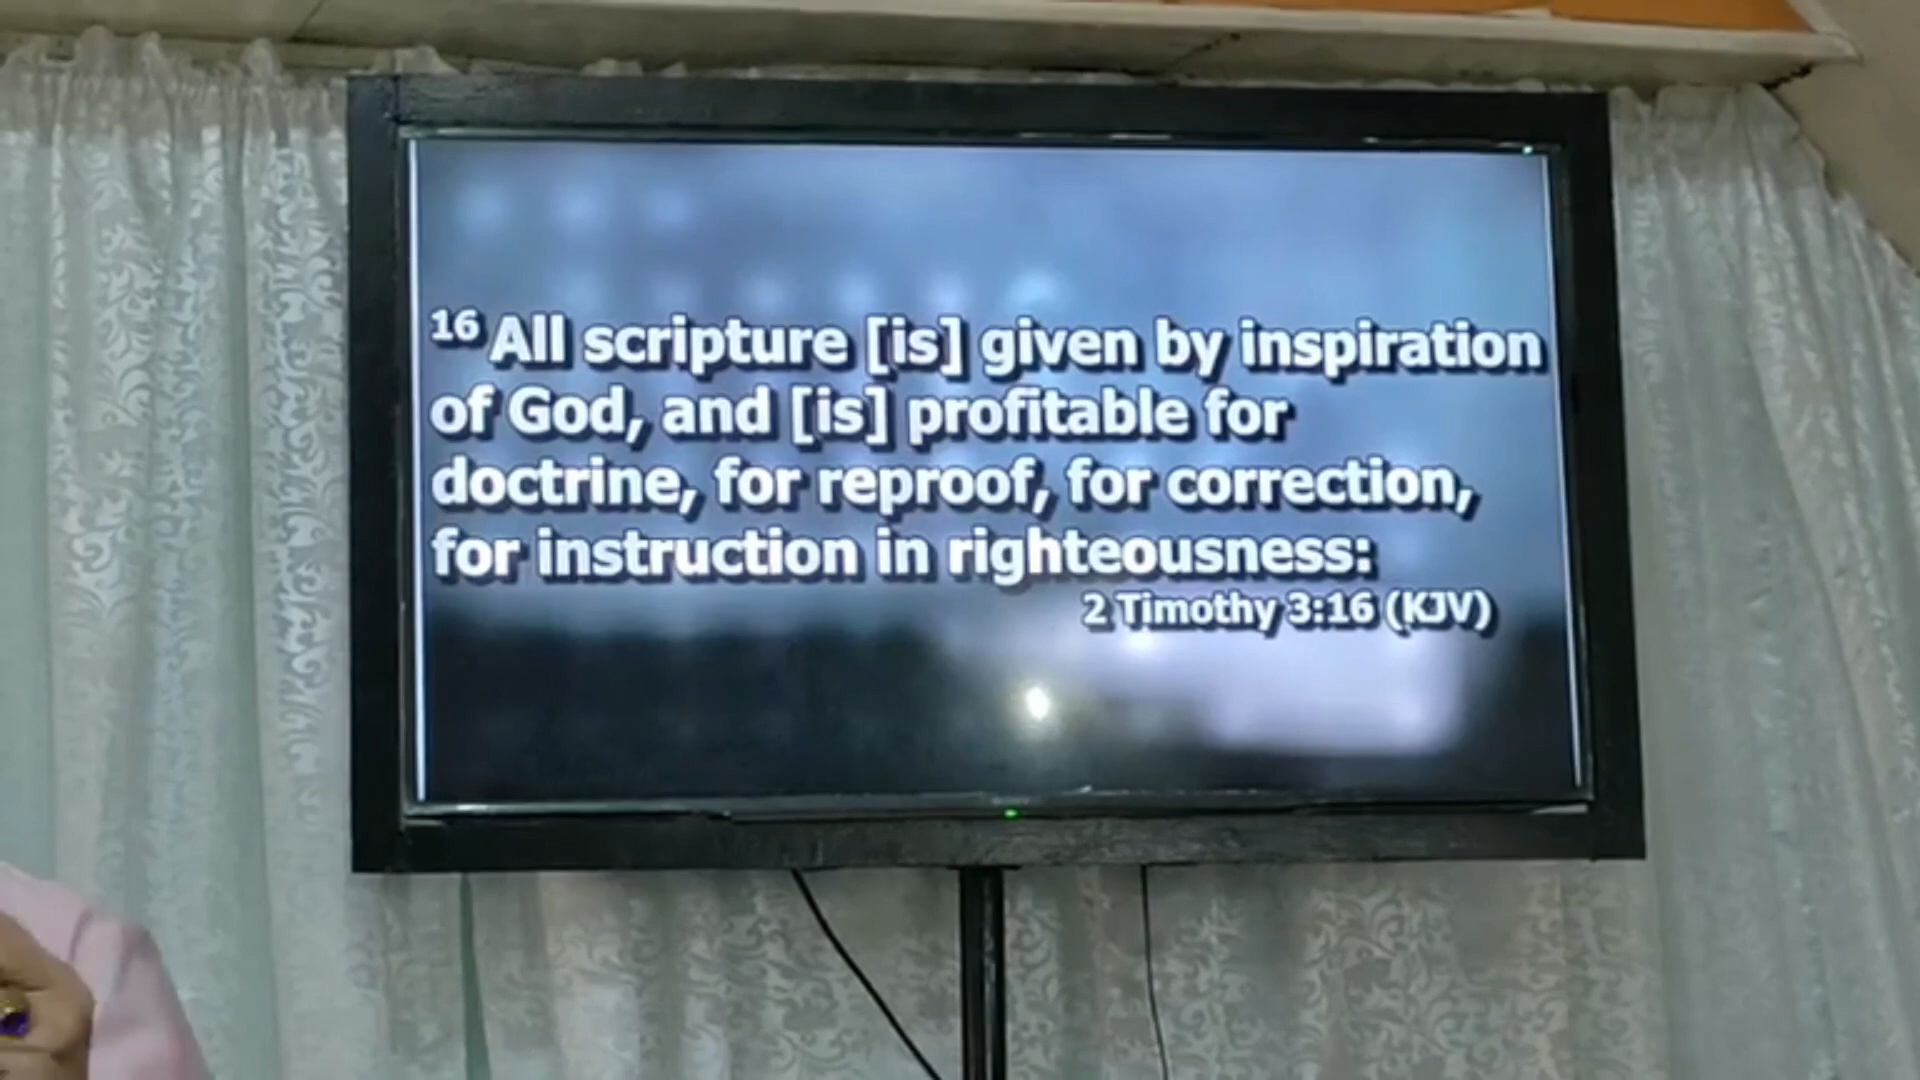 16 All scripture [is] given by inspiration
of God, and [is] profitable for
doctrine, for reproof, for correction,
for instruction in righteousness:
2 Timothy 3:16 (KJV)